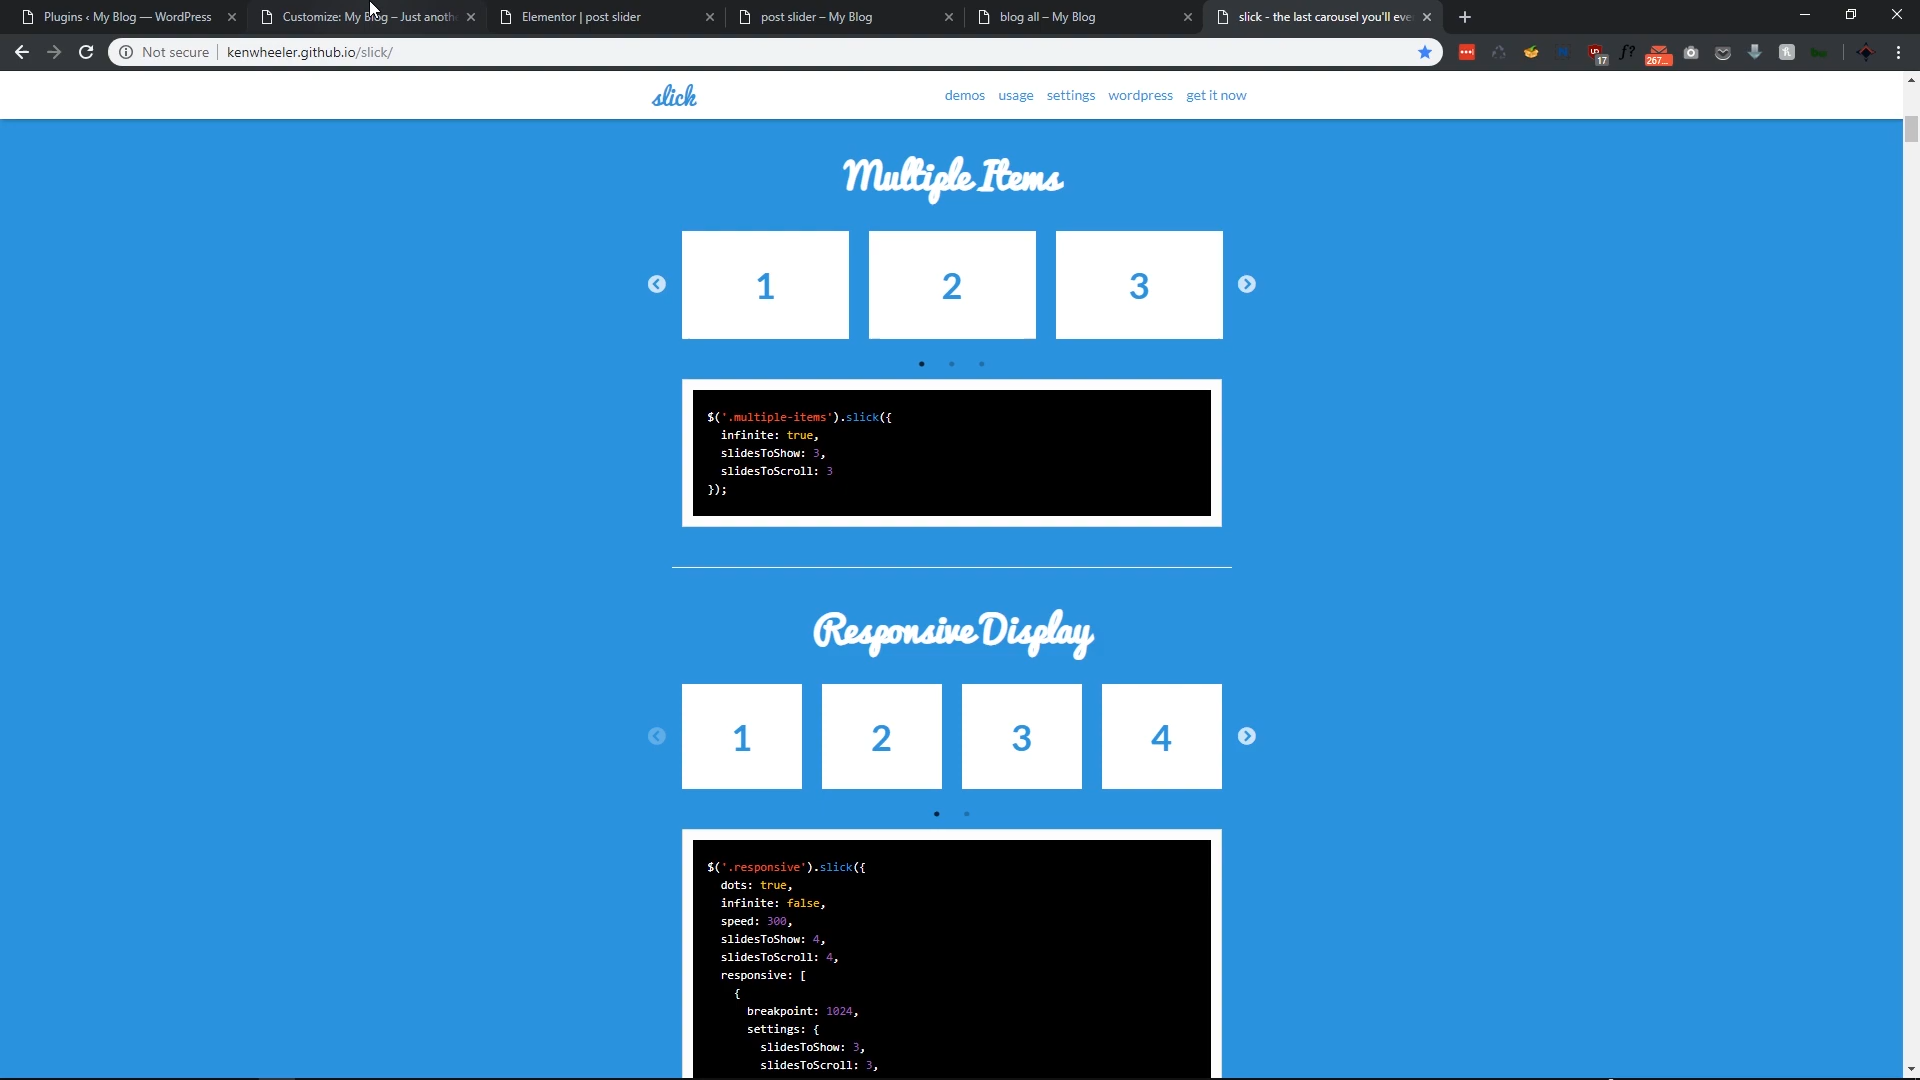 Plugins ‹ My Blog — WordPress
Customize: My Blog – Just anothe
Elementor | post slider
post slider – My Blog
blog all – My Blog
slick - the last carousel you'll eve
Not secure
kenwheeler.github.io/slick/
17
267...
slick
demos usage settings wordpress get it now
Multiple Items
1 2 3
$('.multiple-items').slick({
infinite: true,
slidesToShow: 3,
slidesToScroll: 3
});
Responsive Display
1 2 3 4
$('.responsive').slick({
dots: true,
infinite: false,
speed: 300,
slidesToShow: 4,
slidesToScroll: 4,
responsive: [
{
breakpoint: 1024,
settings: {
slidesToShow: 3,
slidesToScroll: 3,